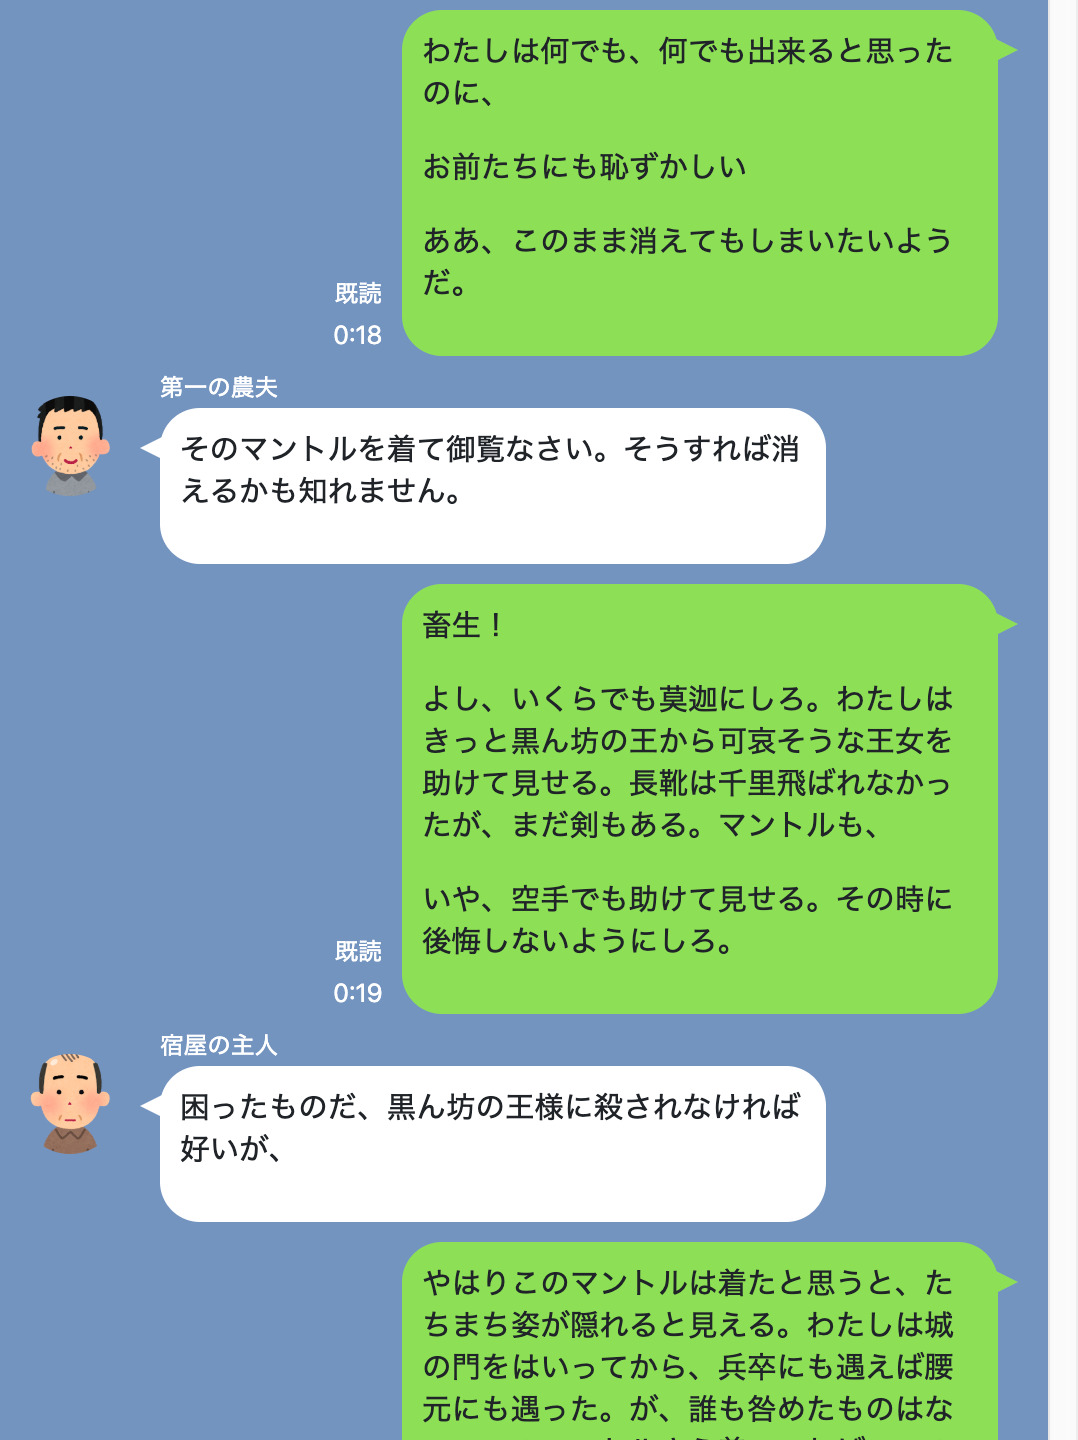 わたしは何でも、何でも出来ると思った
のに、
お前たちにも恥ずかしい
ああ、このまま消えてもしまいたいよう
だ。
既読
0:18
第一の農夫
そのマントルを着て御覧なさい。そうすれば消
えるかも知れません。
畜生！
よし、いくらでも莫迦にしろ。わたしは
きっと黒ん坊の王から可哀そうな王女を
助けて見せる。長靴は千里飛ばれなかっ
たが、まだ剣もある。マントルも、
いや、空手でも助けて見せる。その時に
後悔しないようにしろ。
既読
0:19
宿屋の主人
困ったものだ、黒ん坊の王様に殺されなければ
好いが、
やはりこのマントルは着たと思うと、た
ちまち姿が隠れると見える。わたしは城
の門をはいってから、兵卒にも遇えば腰
元にも遇った。が、誰も咎めたものはな